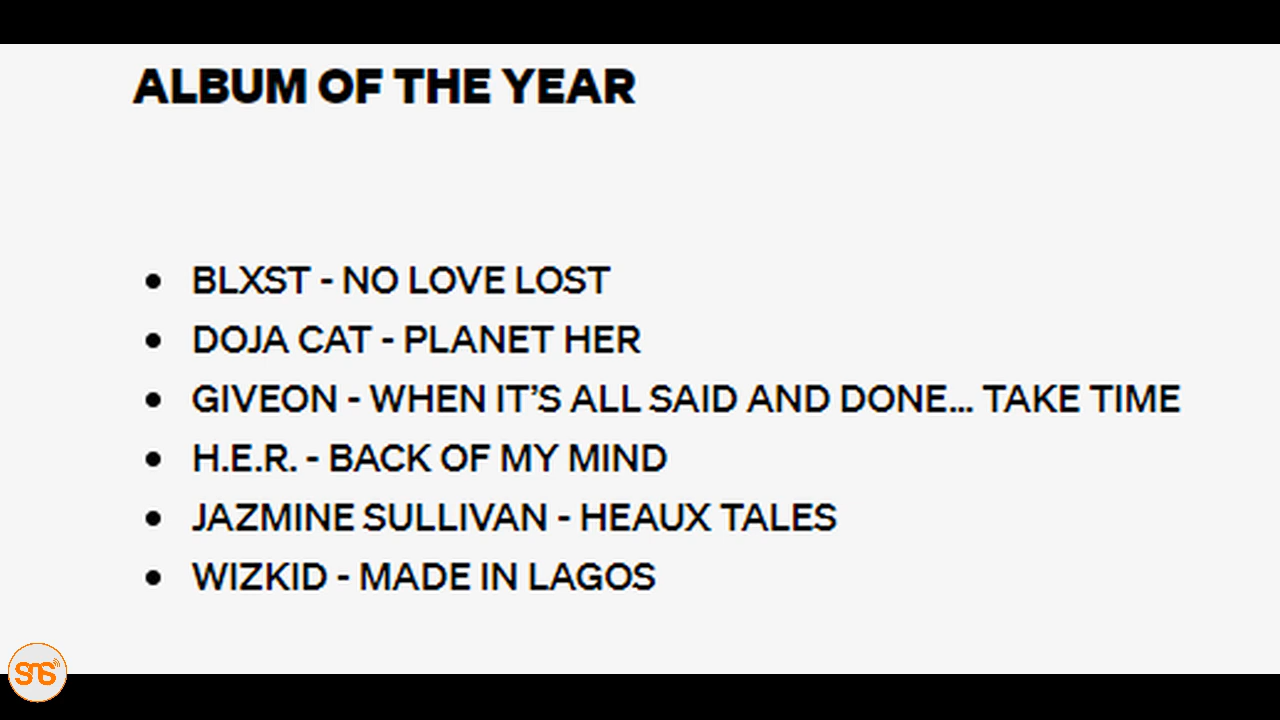 ALBUM OF THE YEAR
• BLXST - NO LOVE LOST
• DOJA CAT - PLANET HER
• GIVEON - WHEN IT’S ALL SAID AND DONE... TAKE TIME
• H.E.R. - BACK OF MY MIND
• JAZMINE SULLIVAN - HEAUX TALES
• WIZKID - MADE IN LAGOS
SNS